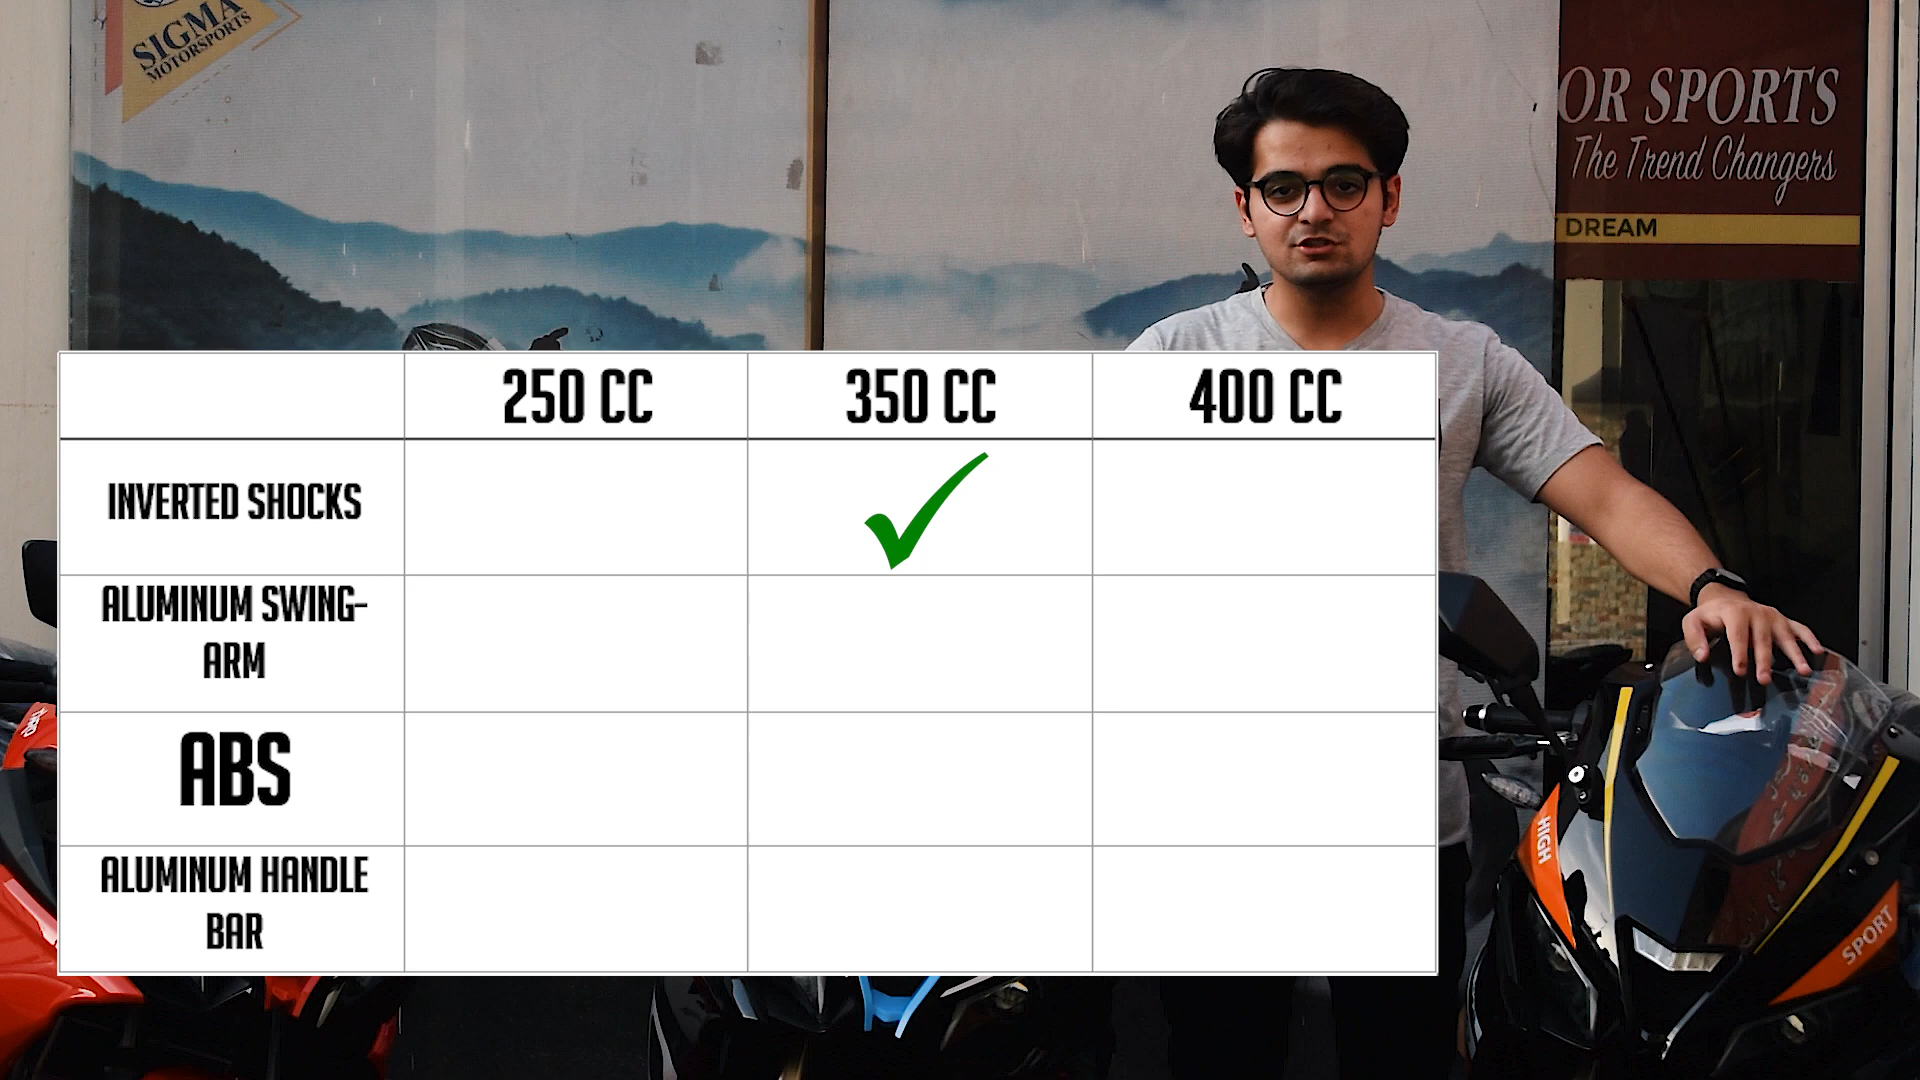 SIGMA
MOTORSPORTS
OR SPORTS
The Trend Changers
DREAM
250 CC
350 CC
400 CC
INVERTED SHOCKS
ALUMINUM SWING-
ARM
ABS
ALUMINUM HANDLE
BAR
HIGH
SPORT